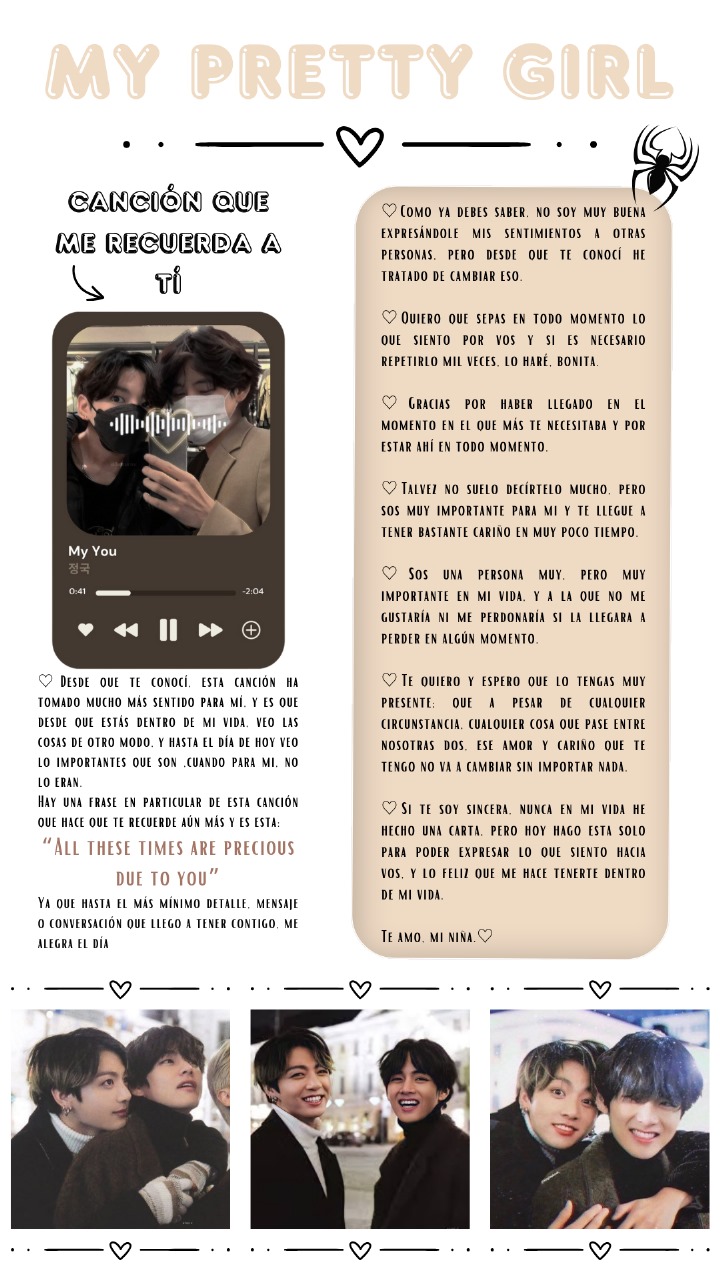 MY PRETTY GIRL
CANCIÓN QUE
ME RECUERDA A
TÍ
My You
정국
0:41
-2:04
♡ DESDE QUE TE CONOCÍ, ESTA CANCIÓN HA
TOMADO MUCHO MÁS SENTIDO PARA MÍ, Y ES QUE
DESDE QUE ESTÁS DENTRO DE MI VIDA, VEO LAS
COSAS DE OTRO MODO, Y HASTA EL DÍA DE HOY VEO
LO IMPORTANTES QUE SON ,CUANDO PARA MI, NO
LO ERAN.
HAY UNA FRASE EN PARTICULAR DE ESTA CANCIÓN
QUE HACE QUE TE RECUERDE AÚN MÁS Y ES ESTA:
“ALL THESE TIMES ARE PRECIOUS
DUE TO YOU”
YA QUE HASTA EL MÁS MÍNIMO DETALLE, MENSAJE
O CONVERSACIÓN QUE LLEGO A TENER CONTIGO, ME
ALEGRA EL DÍA
♡COMO YA DEBES SABER, NO SOY MUY BUENA
EXPRESÁNDOLE MIS SENTIMIENTOS A OTRAS
PERSONAS, PERO DESDE QUE TE CONOCÍ HE
TRATADO DE CAMBIAR ESO.
♡QUIERO QUE SEPAS EN TODO MOMENTO LO
QUE SIENTO POR VOS Y SI ES NECESARIO
REPETIRLO MIL VECES, LO HARÉ, BONITA.
♡ GRACIAS POR HABER LLEGADO EN EL
MOMENTO EN EL QUE MÁS TE NECESITABA Y POR
ESTAR AHÍ EN TODO MOMENTO.
♡TALVEZ NO SUELO DECÍRTELO MUCHO, PERO
SOS MUY IMPORTANTE PARA MI Y TE LLEGUE A
TENER BASTANTE CARIÑO EN MUY POCO TIEMPO.
♡ SOS UNA PERSONA MUY, PERO MUY
IMPORTANTE EN MI VIDA, Y A LA QUE NO ME
GUSTARÍA NI ME PERDONARÍA SI LA LLEGARA A
PERDER EN ALGÚN MOMENTO.
♡TE QUIERO Y ESPERO QUE LO TENGAS MUY
PRESENTE; QUE A PESAR DE CUALQUIER
CIRCUNSTANCIA, CUALQUIER COSA QUE PASE ENTRE
NOSOTRAS DOS, ESE AMOR Y CARIÑO QUE TE
TENGO NO VA A CAMBIAR SIN IMPORTAR NADA.
♡SI TE SOY SINCERA, NUNCA EN MI VIDA HE
HECHO UNA CARTA, PERO HOY HAGO ESTA SOLO
PARA PODER EXPRESAR LO QUE SIENTO HACIA
VOS, Y LO FELIZ QUE ME HACE TENERTE DENTRO
DE MI VIDA.
TE AMO, MI NIÑA.♡